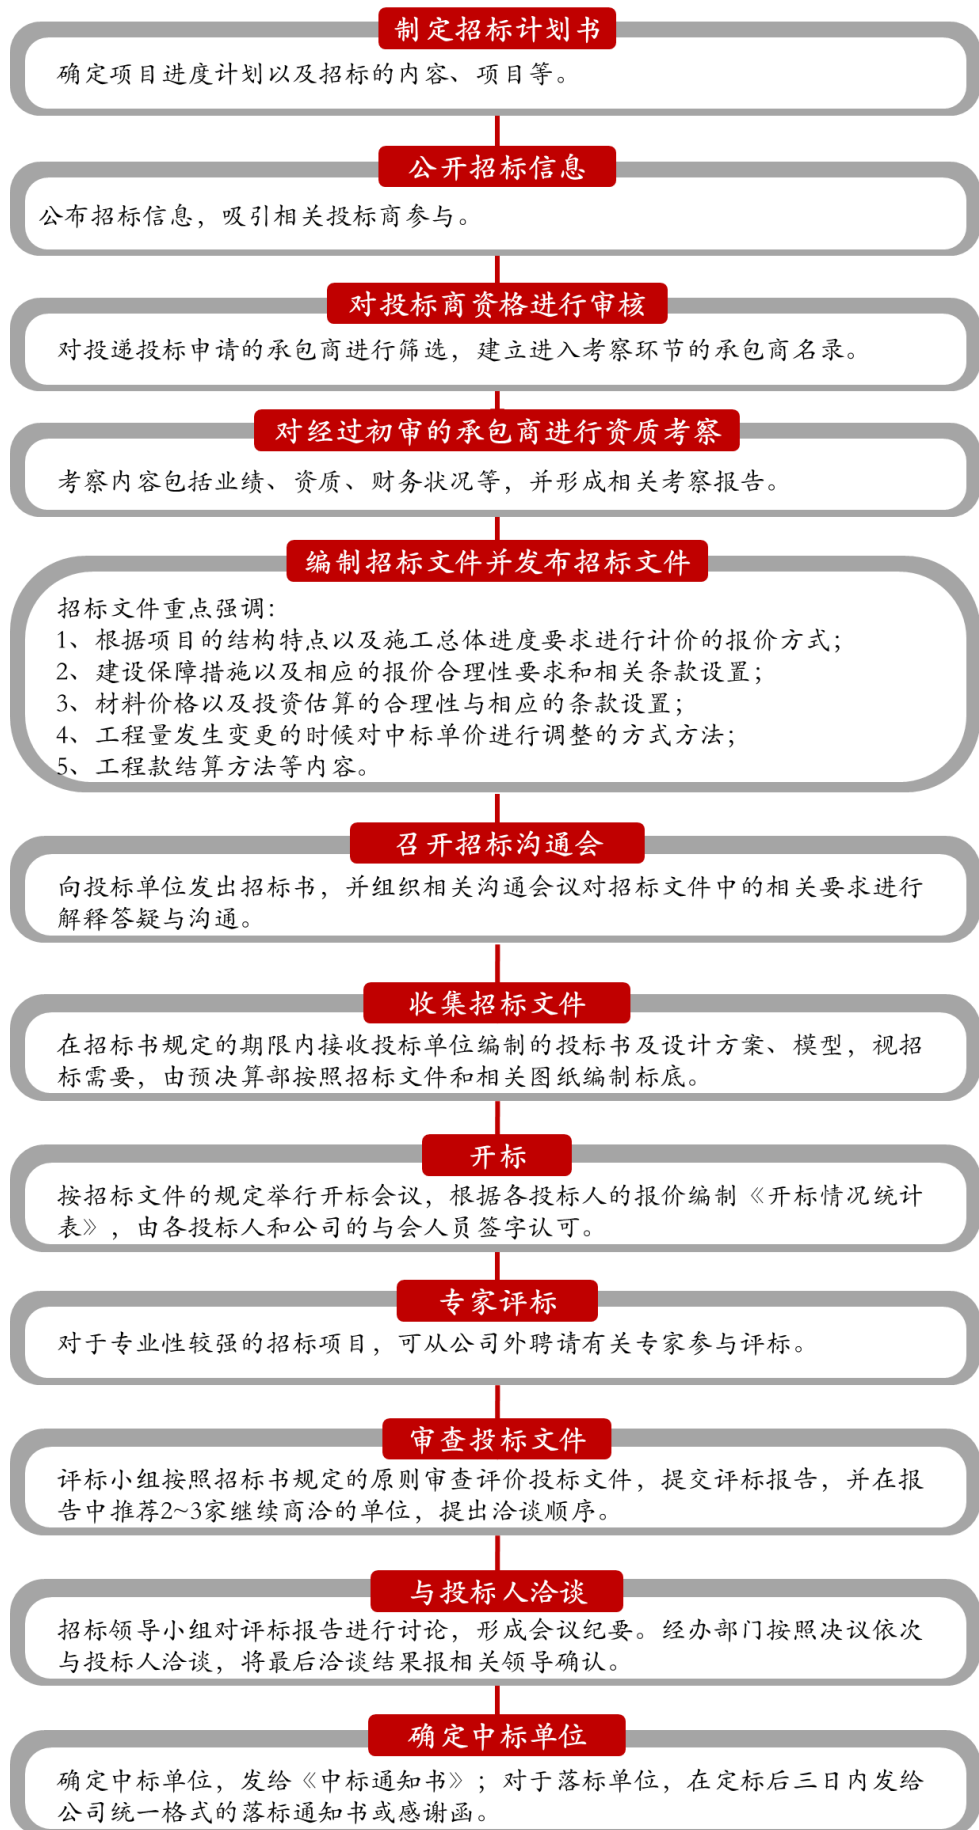 制定招标计划书
确定项目进度计划以及招标的内容、项目等。
公开招标信息
公布招标信息，吸引相关投标商参与。
对投标商资格进行审核
对投递投标申请的承包商进行筛选，建立进入考察环节的承包商名录。
对经过初审的承包商进行资质考察
考察内容包括业绩、资质、财务状况等，并形成相关考察报告。
编制招标文件并发布招标文件
招标文件重点强调：
1、根据项目的结构特点以及施工总体进度要求进行计价的报价方式；
2、建设保障措施以及相应的报价合理性要求和相关条款设置；
3、材料价格以及投资估算的合理性与相应的条款设置；
4、工程量发生变更的时候对中标单价进行调整的方式方法；
5、工程款结算方法等内容。
召开招标沟通会
向投标单位发出招标书，并组织相关沟通会议对招标文件中的相关要求进行
解释答疑与沟通。
收集招标文件
在招标书规定的期限内接收投标单位编制的投标书及设计方案、模型，视招
标需要，由预决算部按照招标文件和相关图纸编制标底。
开标
按招标文件的规定举行开标会议，根据各投标人的报价编制《开标情况统计
表》，由各投标人和公司的与会人员签字认可。
专家评标
对于专业性较强的招标项目，可从公司外聘请有关专家参与评标。
审查投标文件
评标小组按照招标书规定的原则审查评价投标文件，提交评标报告，并在报
告中推荐2~3家继续商洽的单位，提出洽谈顺序。
与投标人洽谈
招标领导小组对评标报告进行讨论，形成会议纪要。经办部门按照决议依次
与投标人洽谈，将最后洽谈结果报相关领导确认。
确定中标单位
确定中标单位，发给《中标通知书》；对于落标单位，在定标后三日内发给
公司统一格式的落标通知书或感谢函。